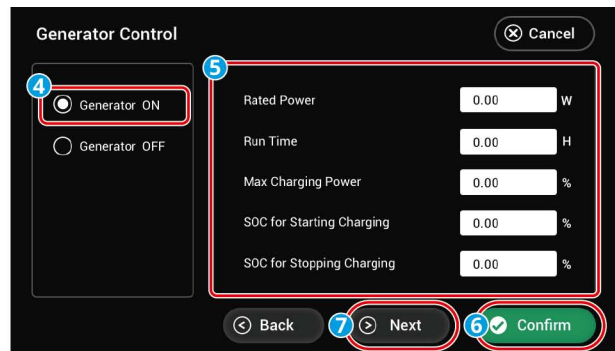 Generator Control
Cancel
4
Generator ON
Generator OFF
5
Rated Power 0.00 W
Run Time 0.00 H
Max Charging Power 0.00 %
SOC for Starting Charging 0.00 %
SOC for Stopping Charging 0.00 %
Back
7 Next
6 Confirm